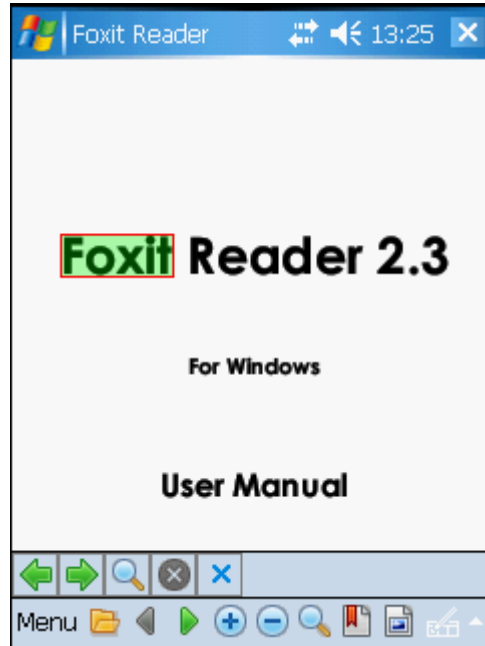 Foxit Reader 13:25
Foxit Reader 2.3
For Windows
User Manual
Menu